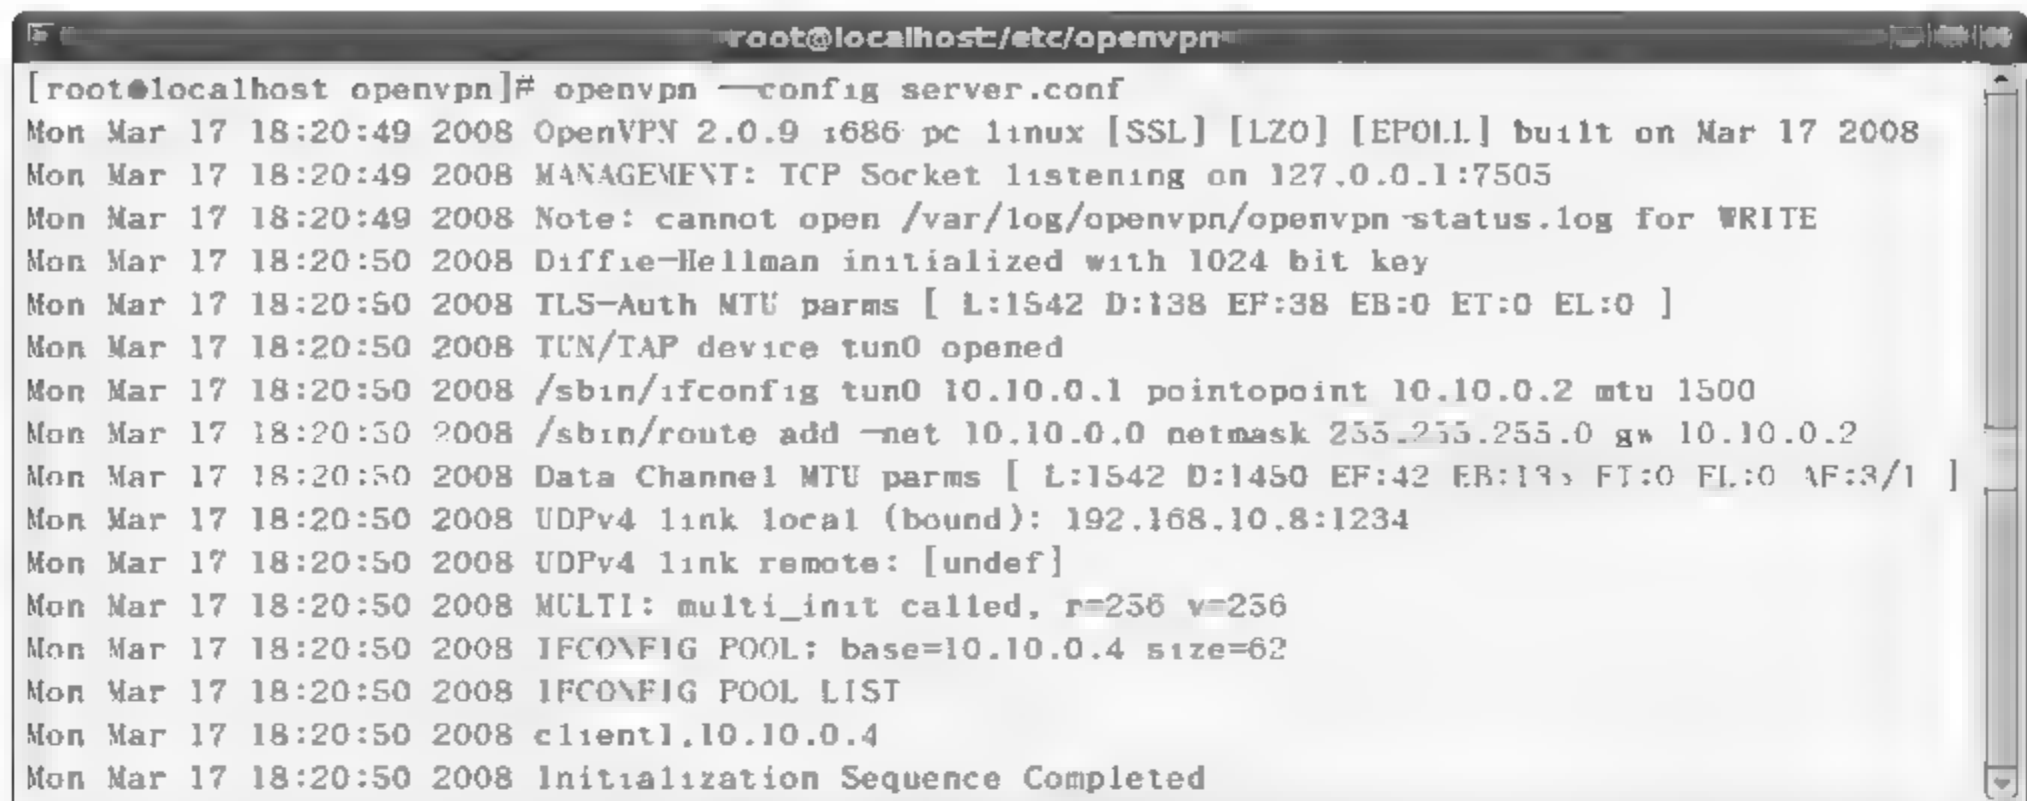 root@localhost:/etc/openvpn
[root@localhost openvpn]# openvpn --config server.conf
Mon Mar 17 18:20:49 2008 OpenVPN 2.0.9 i686-pc-linux [SSL] [LZO] [EPOLL] built on Mar 17 2008
Mon Mar 17 18:20:49 2008 MANAGEMENT: TCP Socket listening on 127.0.0.1:7505
Mon Mar 17 18:20:49 2008 Note: cannot open /var/log/openvpn/openvpn-status.log for WRITE
Mon Mar 17 18:20:50 2008 Diffie-Hellman initialized with 1024 bit key
Mon Mar 17 18:20:50 2008 TLS-Auth MTU parms [ L:1542 D:138 EF:38 EB:0 ET:0 EL:0 ]
Mon Mar 17 18:20:50 2008 TUN/TAP device tun0 opened
Mon Mar 17 18:20:50 2008 /sbin/ifconfig tun0 10.10.0.1 pointopoint 10.10.0.2 mtu 1500
Mon Mar 17 18:20:50 2008 /sbin/route add -net 10.10.0.0 netmask 255.255.255.0 gw 10.10.0.2
Mon Mar 17 18:20:50 2008 Data Channel MTU parms [ L:1542 D:1450 EF:42 EB:135 ET:0 EL:0 AF:3/1 ]
Mon Mar 17 18:20:50 2008 UDPv4 link local (bound): 192.168.10.8:1234
Mon Mar 17 18:20:50 2008 UDPv4 link remote: [undef]
Mon Mar 17 18:20:50 2008 MULTI: multi_init called, r=256 v=256
Mon Mar 17 18:20:50 2008 IFCONFIG POOL: base=10.10.0.4 size=62
Mon Mar 17 18:20:50 2008 IFCONFIG POOL LIST
Mon Mar 17 18:20:50 2008 client1,10.10.0.4
Mon Mar 17 18:20:50 2008 Initialization Sequence Completed